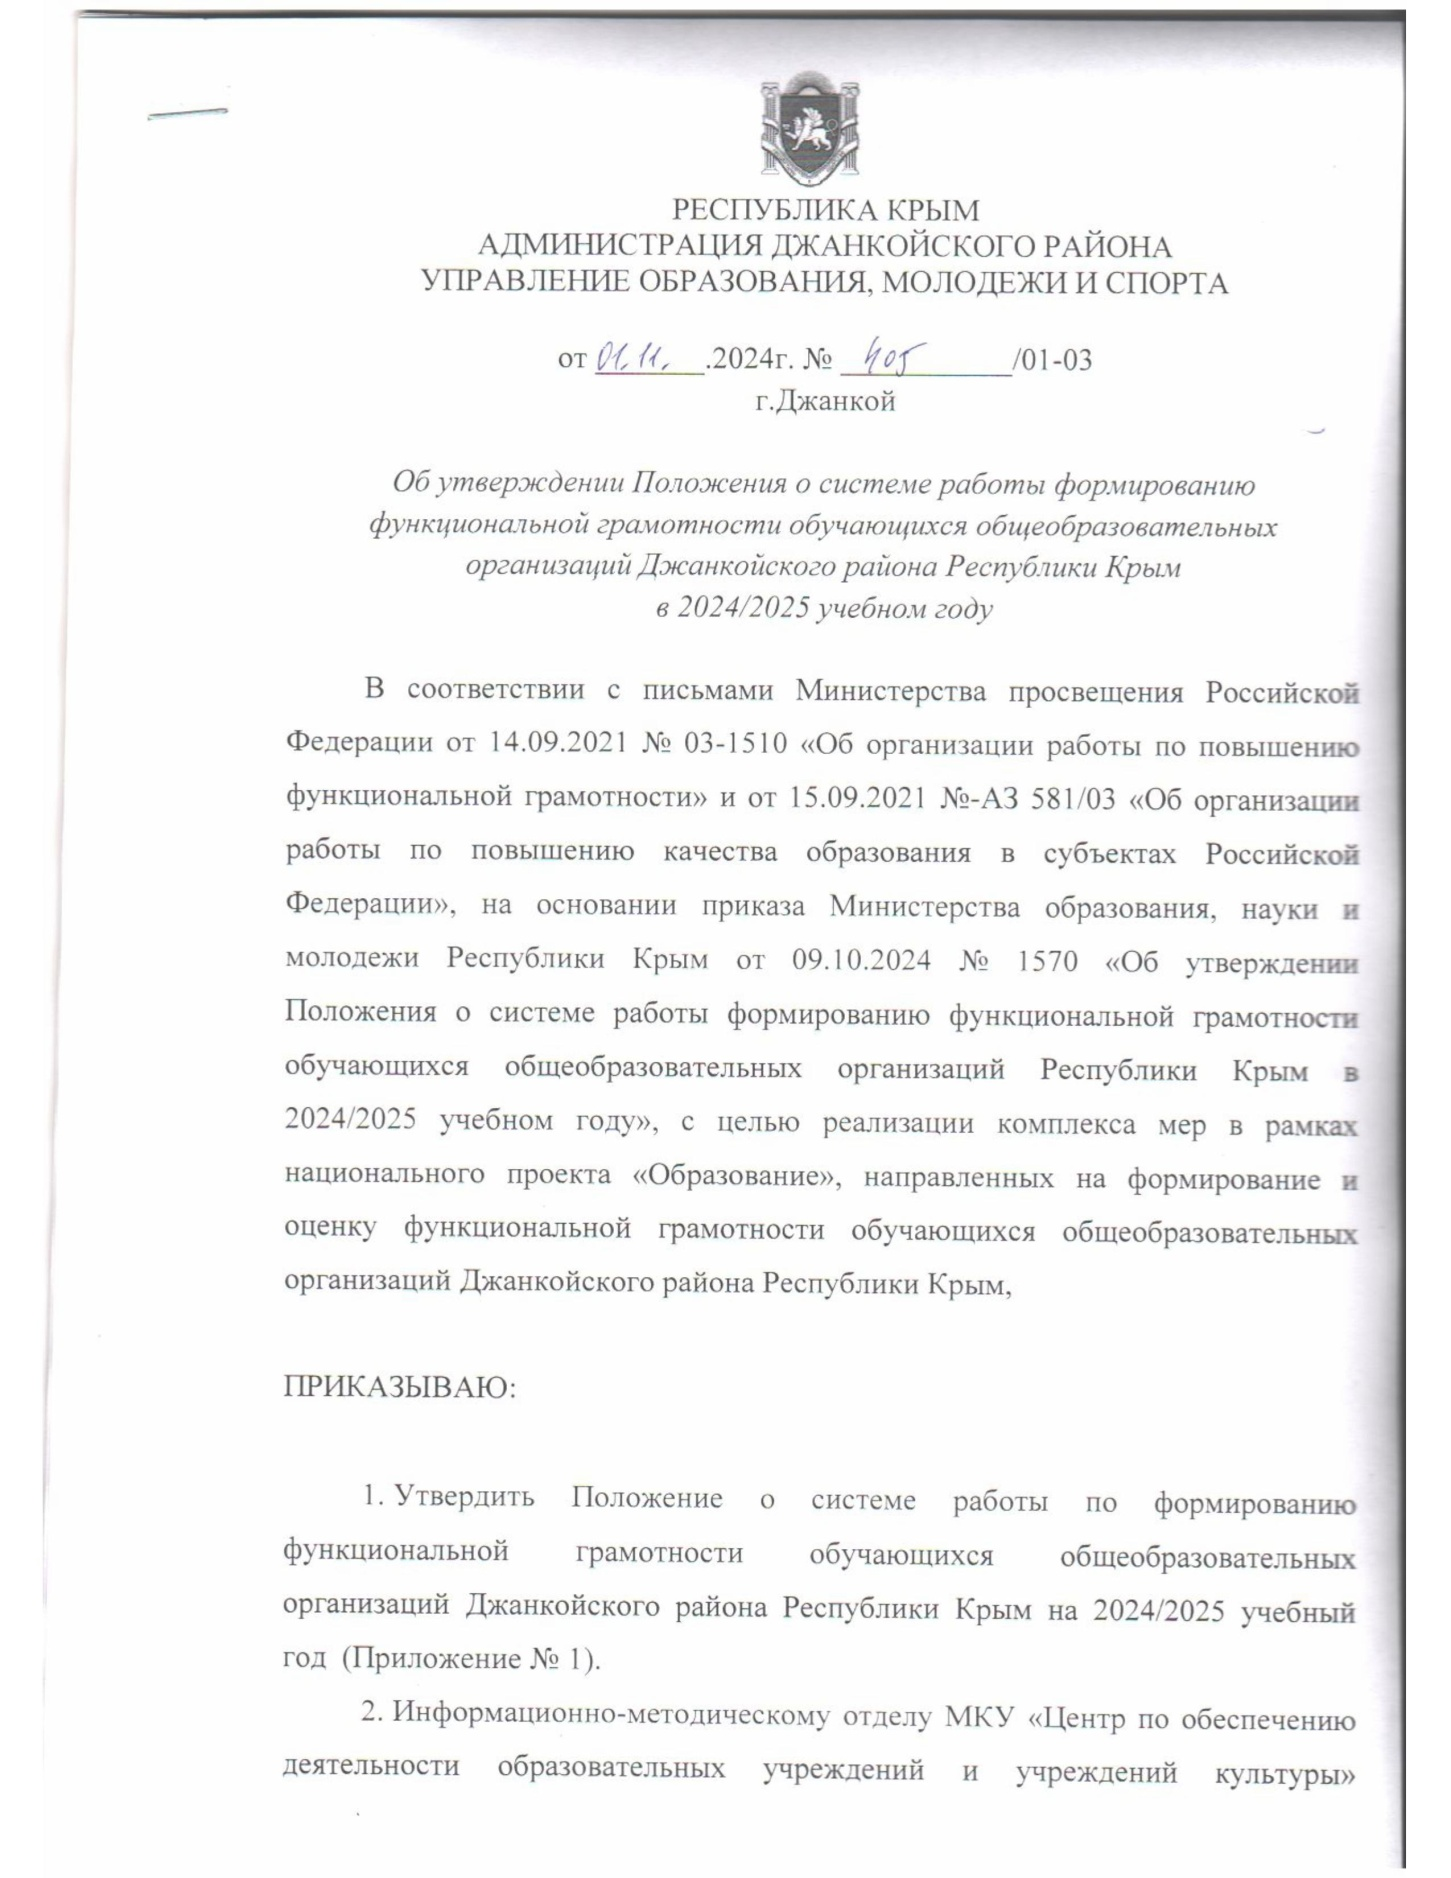 РЕСПУБЛИКА КРЫМ
АДМИНИСТРАЦИЯ ДЖАНКОЙСКОГО РАЙОНА
УПРАВЛЕНИЕ ОБРАЗОВАНИЯ, МОЛОДЕЖИ И СПОРТА
от 01.11. .2024г. № 405 /01-03
г.Джанкой
Об утверждении Положения о системе работы формированию
функциональной грамотности обучающихся общеобразовательных
организаций Джанкойского района Республики Крым
в 2024/2025 учебном году
В соответствии с письмами Министерства просвещения Российской
Федерации от 14.09.2021 № 03-1510 «Об организации работы по повышению
функциональной грамотности» и от 15.09.2021 №-АЗ 581/03 «Об организации
работы по повышению качества образования в субъектах Российской
Федерации», на основании приказа Министерства образования, науки и
молодежи Республики Крым от 09.10.2024 № 1570 «Об утверждении
Положения о системе работы формированию функциональной грамотности
обучающихся общеобразовательных организаций Республики Крым в
2024/2025 учебном году», с целью реализации комплекса мер в рамках
национального проекта «Образование», направленных на формирование и
оценку функциональной грамотности обучающихся общеобразовательных
организаций Джанкойского района Республики Крым,
ПРИКАЗЫВАЮ:
1. Утвердить Положение о системе работы по формированию
функциональной грамотности обучающихся общеобразовательных
организаций Джанкойского района Республики Крым на 2024/2025 учебный
год (Приложение № 1).
2. Информационно-методическому отделу МКУ «Центр по обеспечению
деятельности образовательных учреждений и учреждений культуры»